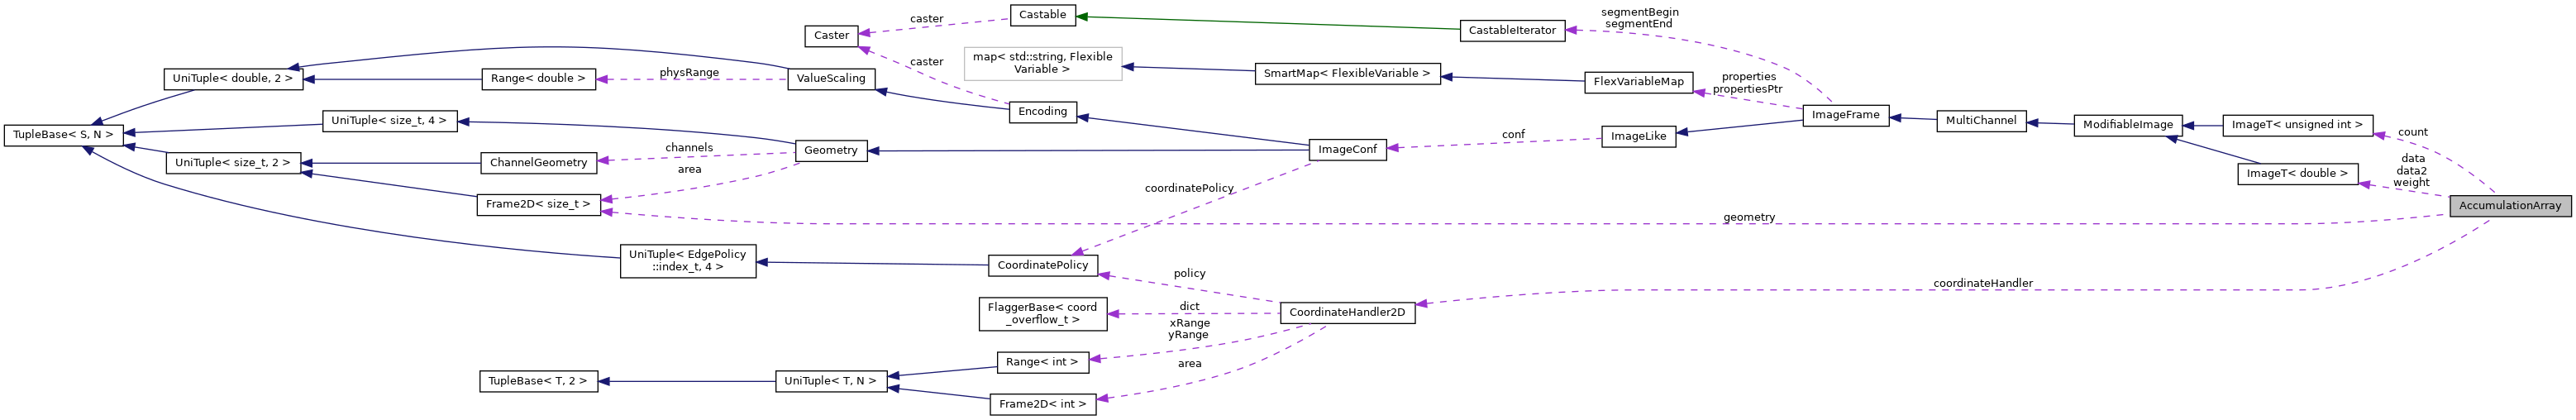 TupleBase< S, N >
UniTuple< double, 2 >
UniTuple< size_t, 4 >
UniTuple< size_t, 2 >
Range< double >
ChannelGeometry
Frame2D< size_t >
UniTuple< EdgePolicy
::index_t, 4 >
TupleBase< T, 2 >
physRange
channels
area
Caster
ValueScaling
Geometry
UniTuple< T, N >
caster
caster
Castable
map< std::string, Flexible
Variable >
Encoding
CoordinatePolicy
FlaggerBase< coord
_overflow_t >
Range< int >
Frame2D< int >
coordinatePolicy
policy
dict
xRange
yRange
area
SmartMap< FlexibleVariable >
ImageConf
CoordinateHandler2D
CastableIterator
conf
FlexVariableMap
ImageLike
segmentBegin
segmentEnd
properties
propertiesPtr
geometry
ImageFrame
MultiChannel
coordinateHandler
ModifiableImage
ImageT< unsigned int >
ImageT< double >
count
data
data2
weight
AccumulationArray